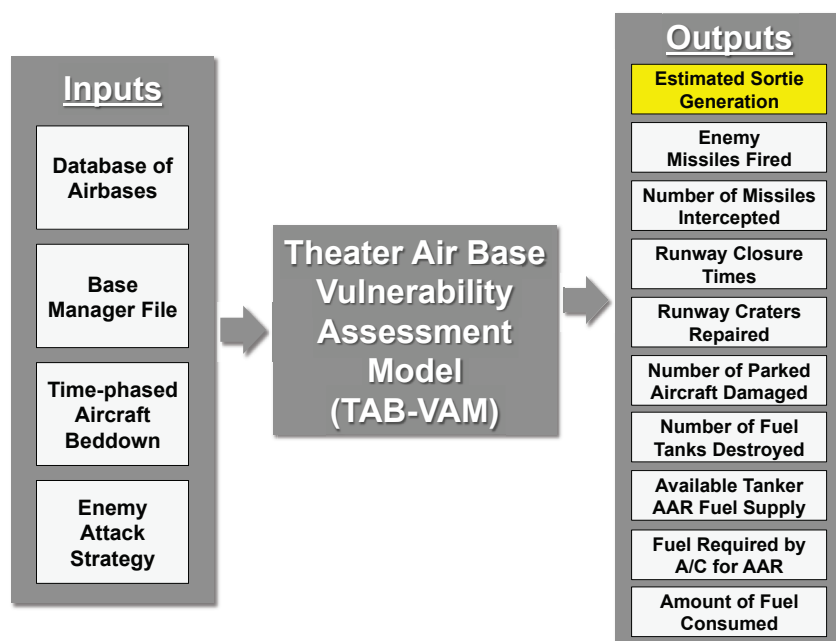 Inputs
Database of
Airbases
Base
Manager File
Time-phased
Aircraft
Beddown
Enemy
Attack
Strategy
Theater Air Base
Vulnerability
Assessment
Model
(TAB-VAM)
Outputs
Estimated Sortie
Generation
Enemy
Missiles Fired
Number of Missiles
Intercepted
Runway Closure
Times
Runway Craters
Repaired
Number of Parked
Aircraft Damaged
Number of Fuel
Tanks Destroyed
Available Tanker
AAR Fuel Supply
Fuel Required by
A/C for AAR
Amount of Fuel
Consumed